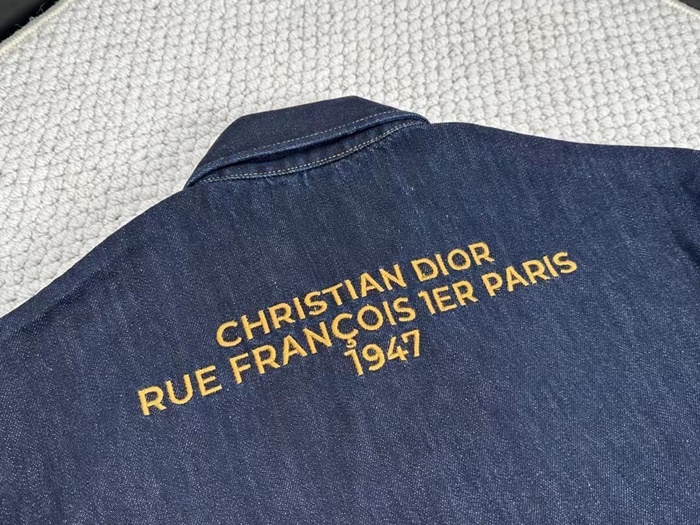 CHRISTIAN DIOR
RUE FRANÇOIS 1ER PARIS
1947